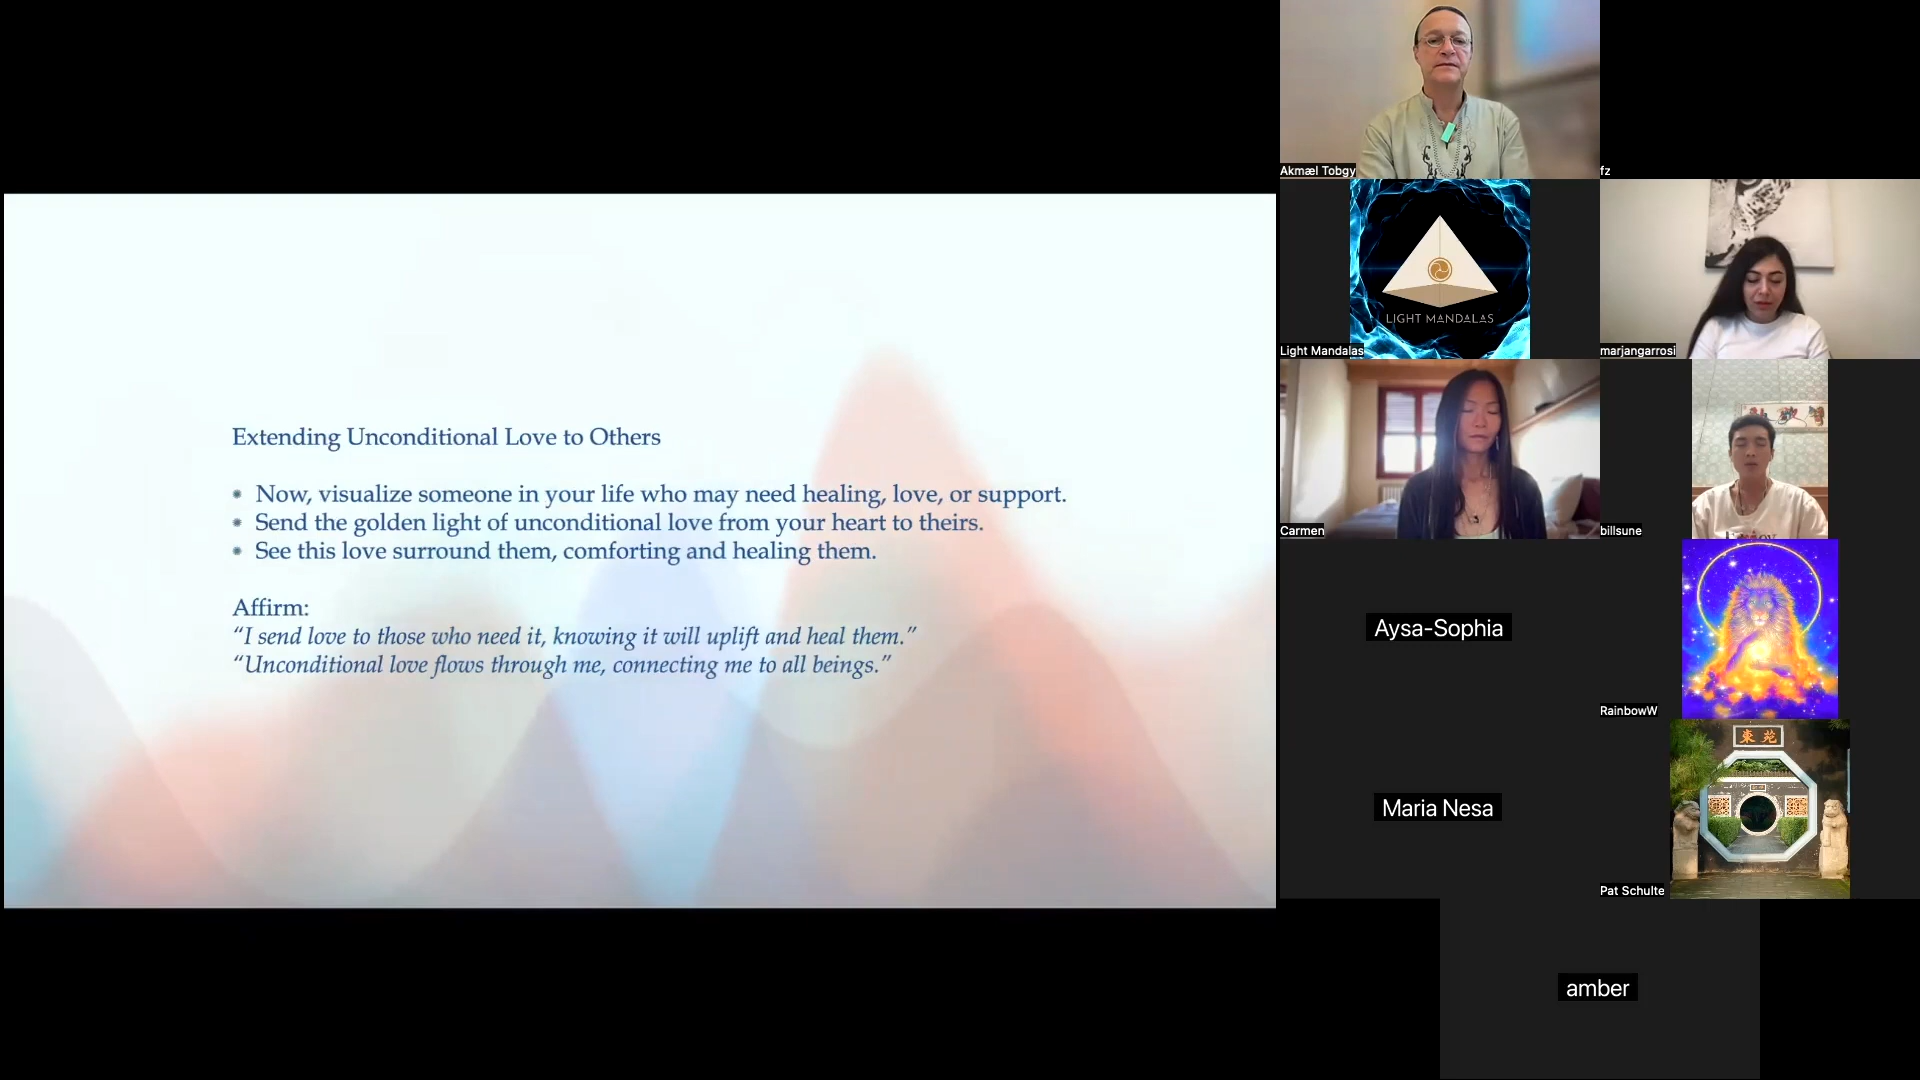 Extending Unconditional Love to Others
Now, visualize someone in your life who may need healing, love, or support.
Send the golden light of unconditional love from your heart to theirs.
See this love surround them, comforting and healing them.
Affirm:
“I send love to those who need it, knowing it will uplift and heal them.”
“Unconditional love flows through me, connecting me to all beings.”
Akmæl Tobgy
fz
LIGHT MANDALAS
Light Mandalas
marjangarrosi
Carmen
billsune
Aysa-Sophia
RainbowW
Maria Nesa
東苑
Pat Schulte
amber